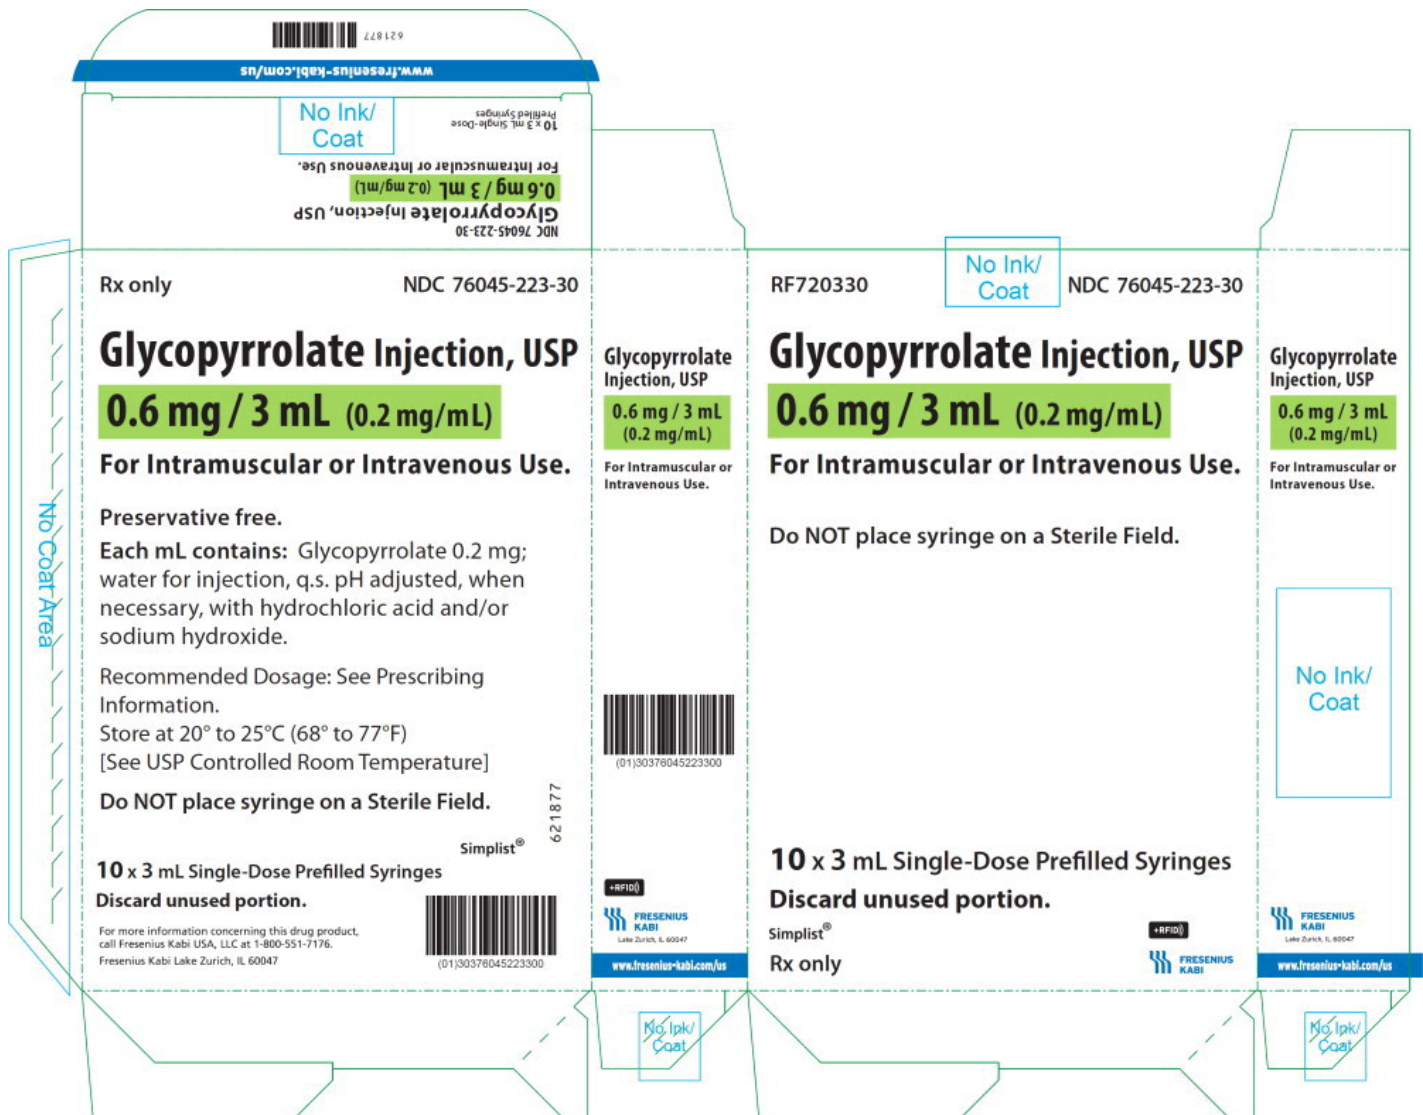 621877
www.fresenius-kabi.com/us
No Ink/
Coat
10 x 3 mL Single-Dose
Prefilled Syringes
For Intramuscular or Intravenous Use.
0.6 mg / 3 mL (0.2 mg/mL)
Glycopyrrolate Injection, USP
NDC 76045-223-30
No Coat Area
Rx only NDC 76045-223-30
Glycopyrrolate Injection, USP
0.6 mg / 3 mL (0.2 mg/mL)
For Intramuscular or Intravenous Use.
Preservative free.
Each mL contains: Glycopyrrolate 0.2 mg;
water for injection, q.s. pH adjusted, when
necessary, with hydrochloric acid and/or
sodium hydroxide.
Recommended Dosage: See Prescribing
Information.
Store at 20° to 25°C (68° to 77°F)
[See USP Controlled Room Temperature]
Do NOT place syringe on a Sterile Field.
621877
Simplist®
10 x 3 mL Single-Dose Prefilled Syringes
Discard unused portion.
For more information concerning this drug product,
call Fresenius Kabi USA, LLC at 1-800-551-7176.
Fresenius Kabi Lake Zurich, IL 60047
(01)30376045223300
Glycopyrrolate
Injection, USP
0.6 mg / 3 mL
(0.2 mg/mL)
For Intramuscular or
Intravenous Use.
(01)30376045223300
+RFID
FRESENIUS
KABI
Lake Zurich, IL 60047
www.fresenius-kabi.com/us
No Ink/
Coat
RF720330 NDC 76045-223-30
No Ink/
Coat
Glycopyrrolate Injection, USP
0.6 mg / 3 mL (0.2 mg/mL)
For Intramuscular or Intravenous Use.
Do NOT place syringe on a Sterile Field.
10 x 3 mL Single-Dose Prefilled Syringes
Discard unused portion.
Simplist®
Rx only
+RFID
FRESENIUS
KABI
Glycopyrrolate
Injection, USP
0.6 mg / 3 mL
(0.2 mg/mL)
For Intramuscular or
Intravenous Use.
No Ink/
Coat
FRESENIUS
KABI
Lake Zurich, IL 60047
www.fresenius-kabi.com/us
No Ink/
Coat